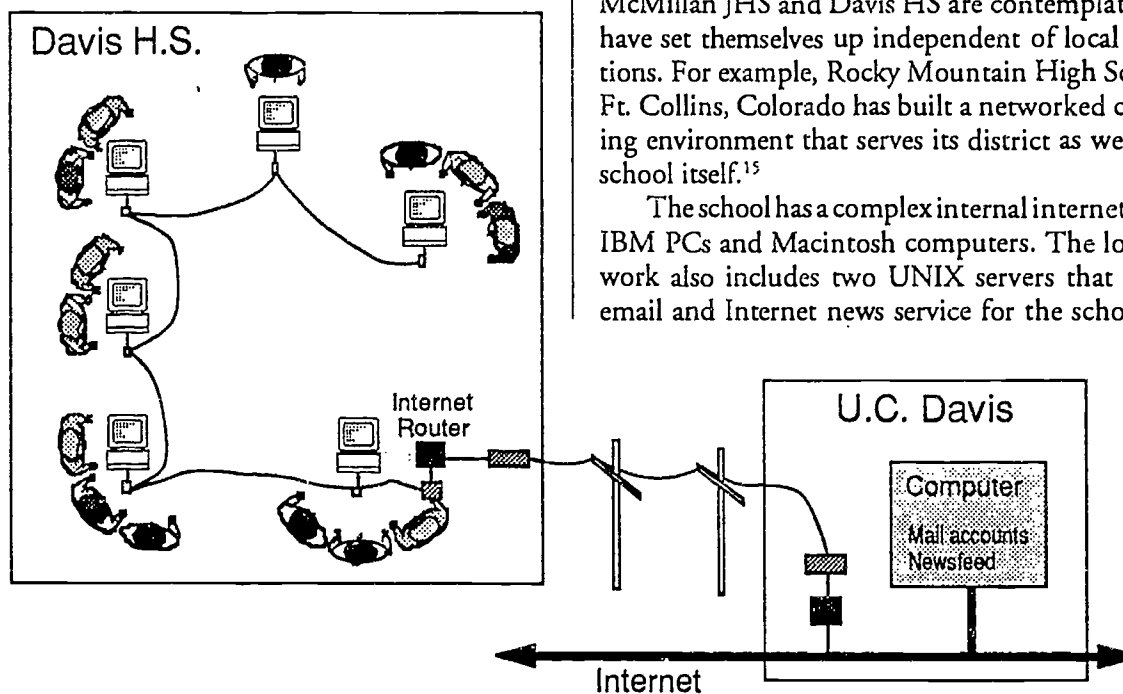 McMillan JHS and Davis HS are contemplat
have set themselves up independent of local
tions. For example, Rocky Mountain High Sc
Ft. Collins, Colorado has built a networked c
ing environment that serves its district as we
school itself.¹⁵
The school has a complex internal internet
IBM PCs and Macintosh computers. The lo
work also includes two UNIX servers that
email and Internet news service for the scho
Davis H.S.
Internet
Router
U.C. Davis
Computer
Mail accounts
Newsfeed
Internet